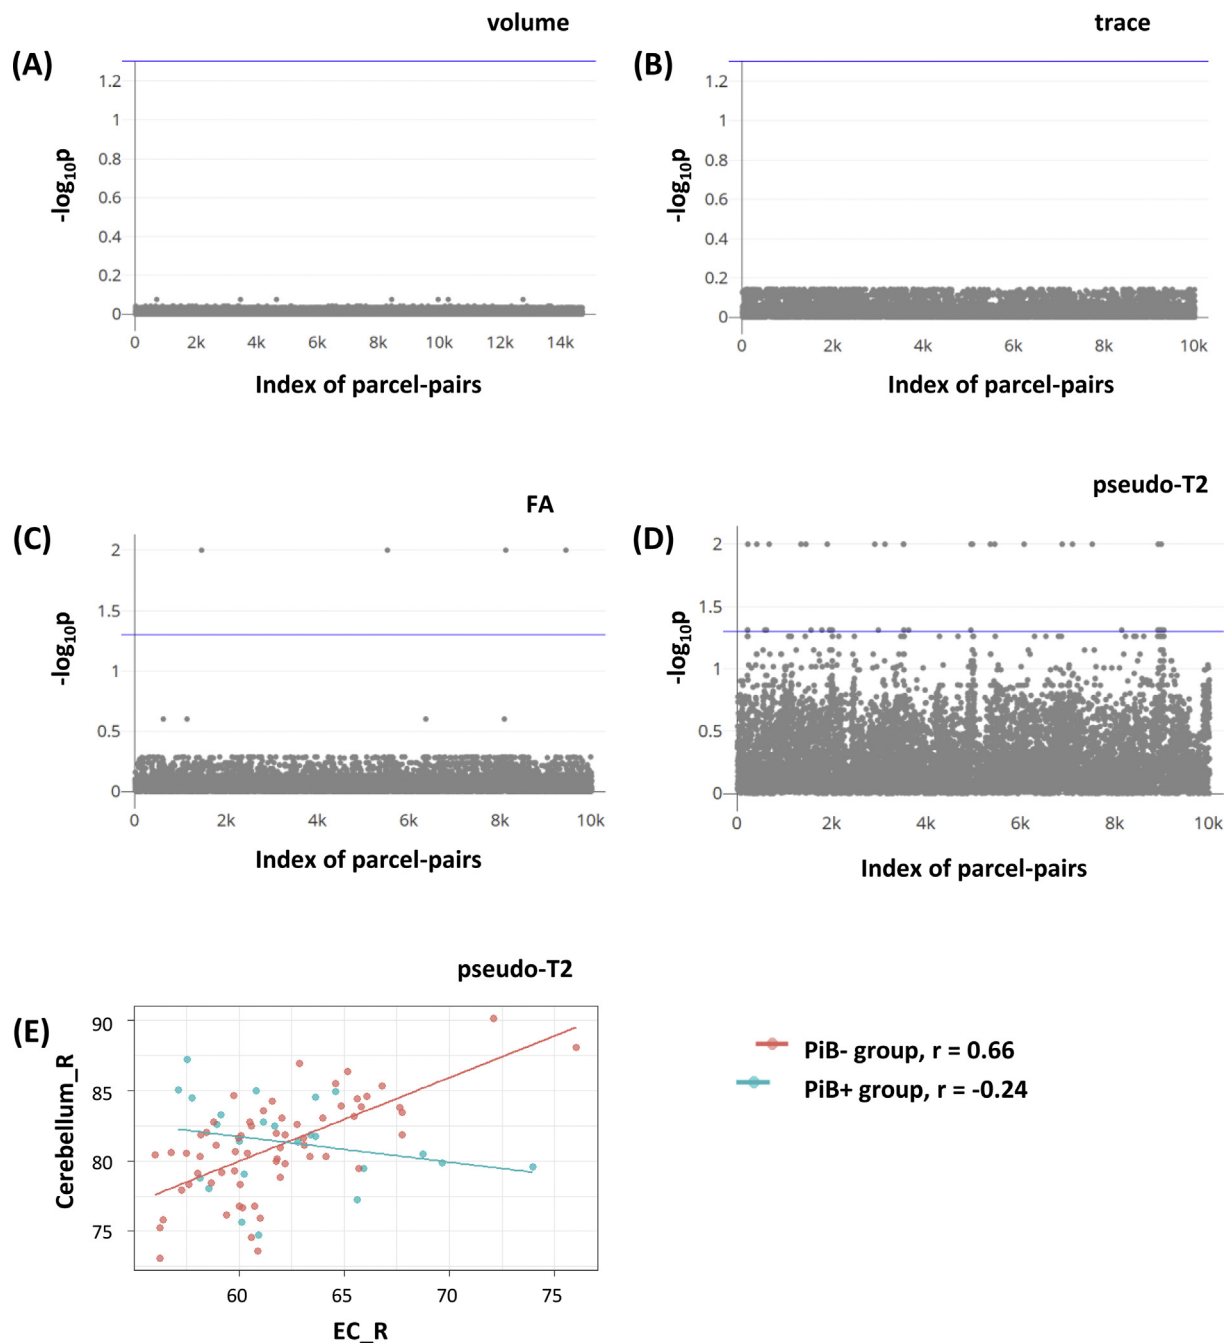 volume
trace
(A)
(B)
1.2
1
0.8
0.6
0.4
0.2
0
-log10p
0 2k 4k 6k 8k 10k 12k 14k
Index of parcel-pairs
1.2
1
0.8
0.6
0.4
0.2
0
-log10p
0 2k 4k 6k 8k 10k
Index of parcel-pairs
FA
pseudo-T2
(C)
(D)
2
1.5
1
0.5
0
-log10p
0 2k 4k 6k 8k 10k
Index of parcel-pairs
2
1.5
1
0.5
0
-log10p
0 2k 4k 6k 8k 10k
Index of parcel-pairs
pseudo-T2
(E)
90
85
80
75
Cerebellum_R
60 65 70 75
EC_R
PiB- group, r = 0.66
PiB+ group, r = -0.24